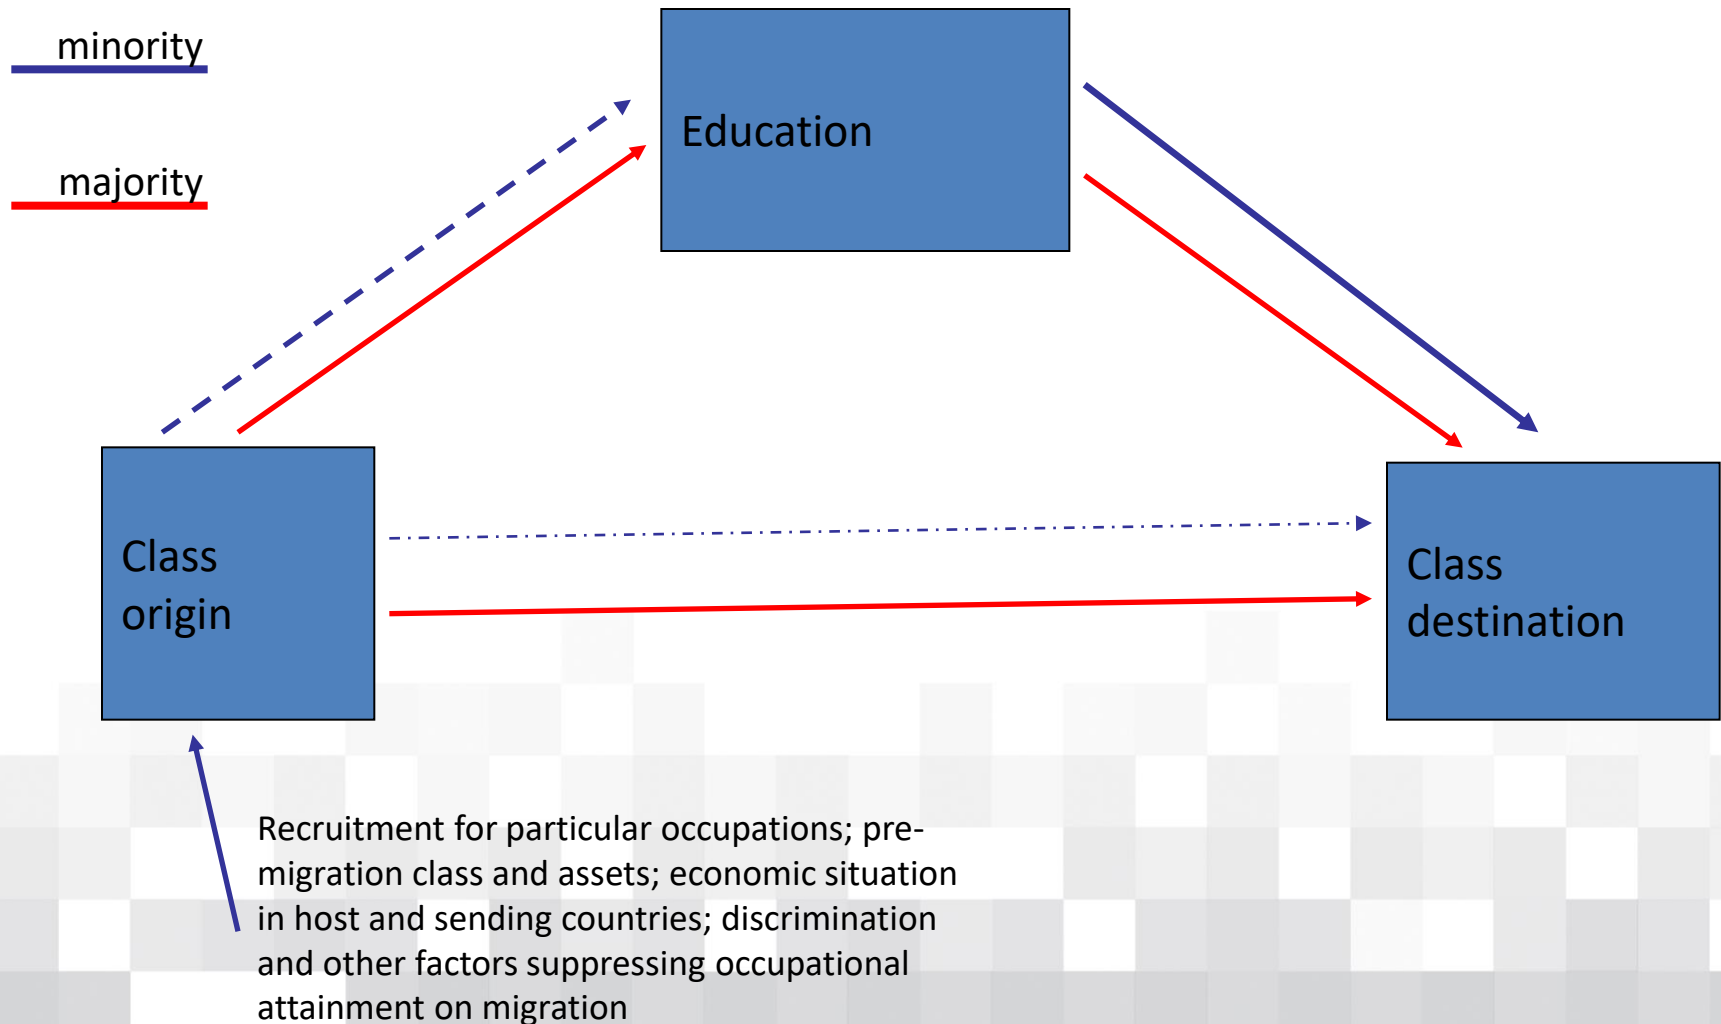 minority
majority
Education
Class
origin
Class
destination
Recruitment for particular occupations; pre-
migration class and assets; economic situation
in host and sending countries; discrimination
and other factors suppressing occupational
attainment on migration